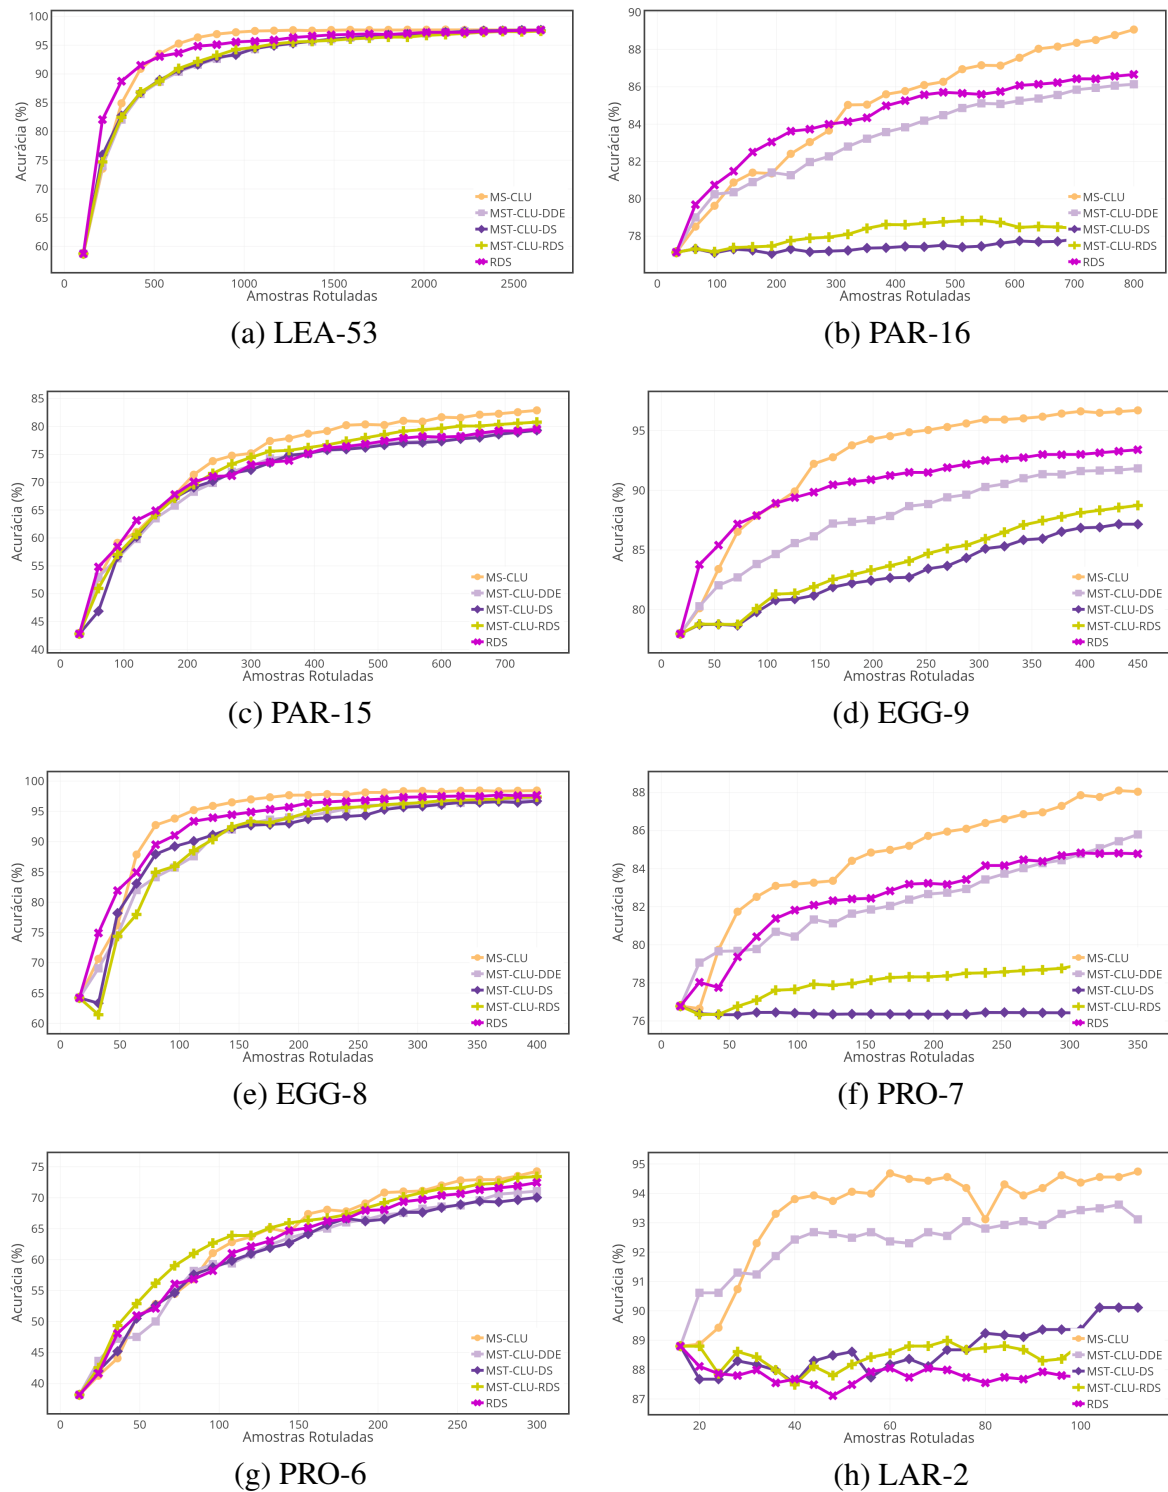 100
95
90
85
80
75
70
65
60
Acurácia (%)
MS-CLU
MST-CLU-DDE
MST-CLU-DS
MST-CLU-RDS
RDS
0 500 1000 1500 2000 2500
Amostras Rotuladas
(a) LEA-53
90
88
86
84
82
80
78
Acurácia (%)
MS-CLU
MST-CLU-DDE
MST-CLU-DS
MST-CLU-RDS
RDS
0 100 200 300 400 500 600 700 800
Amostras Rotuladas
(b) PAR-16
85
80
75
70
65
60
55
50
45
40
Acurácia (%)
MS-CLU
MST-CLU-DDE
MST-CLU-DS
MST-CLU-RDS
RDS
0 100 200 300 400 500 600 700
Amostras Rotuladas
(c) PAR-15
95
90
85
80
Acurácia (%)
MS-CLU
MST-CLU-DDE
MST-CLU-DS
MST-CLU-RDS
RDS
0 50 100 150 200 250 300 350 400 450
Amostras Rotuladas
(d) EGG-9
100
95
90
85
80
75
70
65
60
Acurácia (%)
MS-CLU
MST-CLU-DDE
MST-CLU-DS
MST-CLU-RDS
RDS
0 50 100 150 200 250 300 350 400
Amostras Rotuladas
(e) EGG-8
88
86
84
82
80
78
76
Acurácia (%)
MS-CLU
MST-CLU-DDE
MST-CLU-DS
MST-CLU-RDS
RDS
0 50 100 150 200 250 300 350
Amostras Rotuladas
(f) PRO-7
75
70
65
60
55
50
45
40
Acurácia (%)
MS-CLU
MST-CLU-DDE
MST-CLU-DS
MST-CLU-RDS
RDS
0 50 100 150 200 250 300
Amostras Rotuladas
(g) PRO-6
95
94
93
92
91
90
89
88
87
Acurácia (%)
MS-CLU
MST-CLU-DDE
MST-CLU-DS
MST-CLU-RDS
RDS
20 40 60 80 100
Amostras Rotuladas
(h) LAR-2